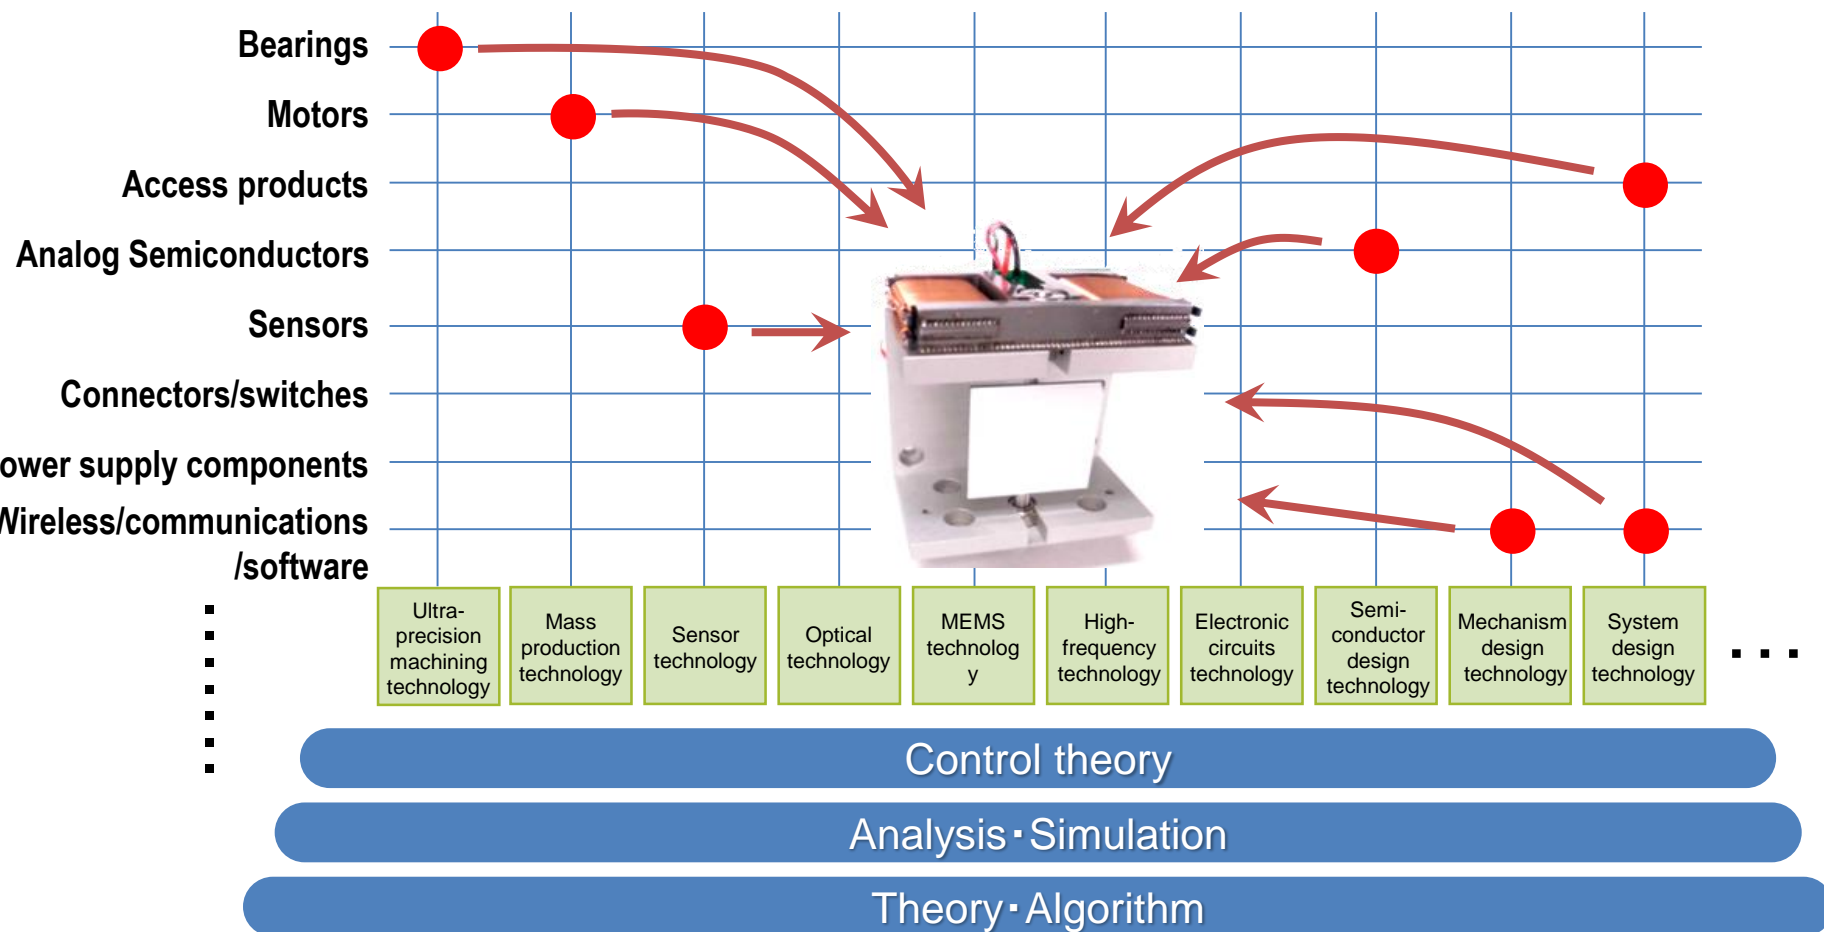 Bearings
Motors
Access products
Analog Semiconductors
Sensors
Connectors/switches
ower supply components
Wireless/communications
/software
Ultra-
precision
machining
technology
Mass
production
technology
Sensor
technology
Optical
technology
MEMS
technolog
y
High-
frequency
technology
Electronic
circuits
technology
Semi-
conductor
design
technology
Mechanism
design
technology
System
design
technology
...
Control theory
Analysis・Simulation
Theory・Algorithm